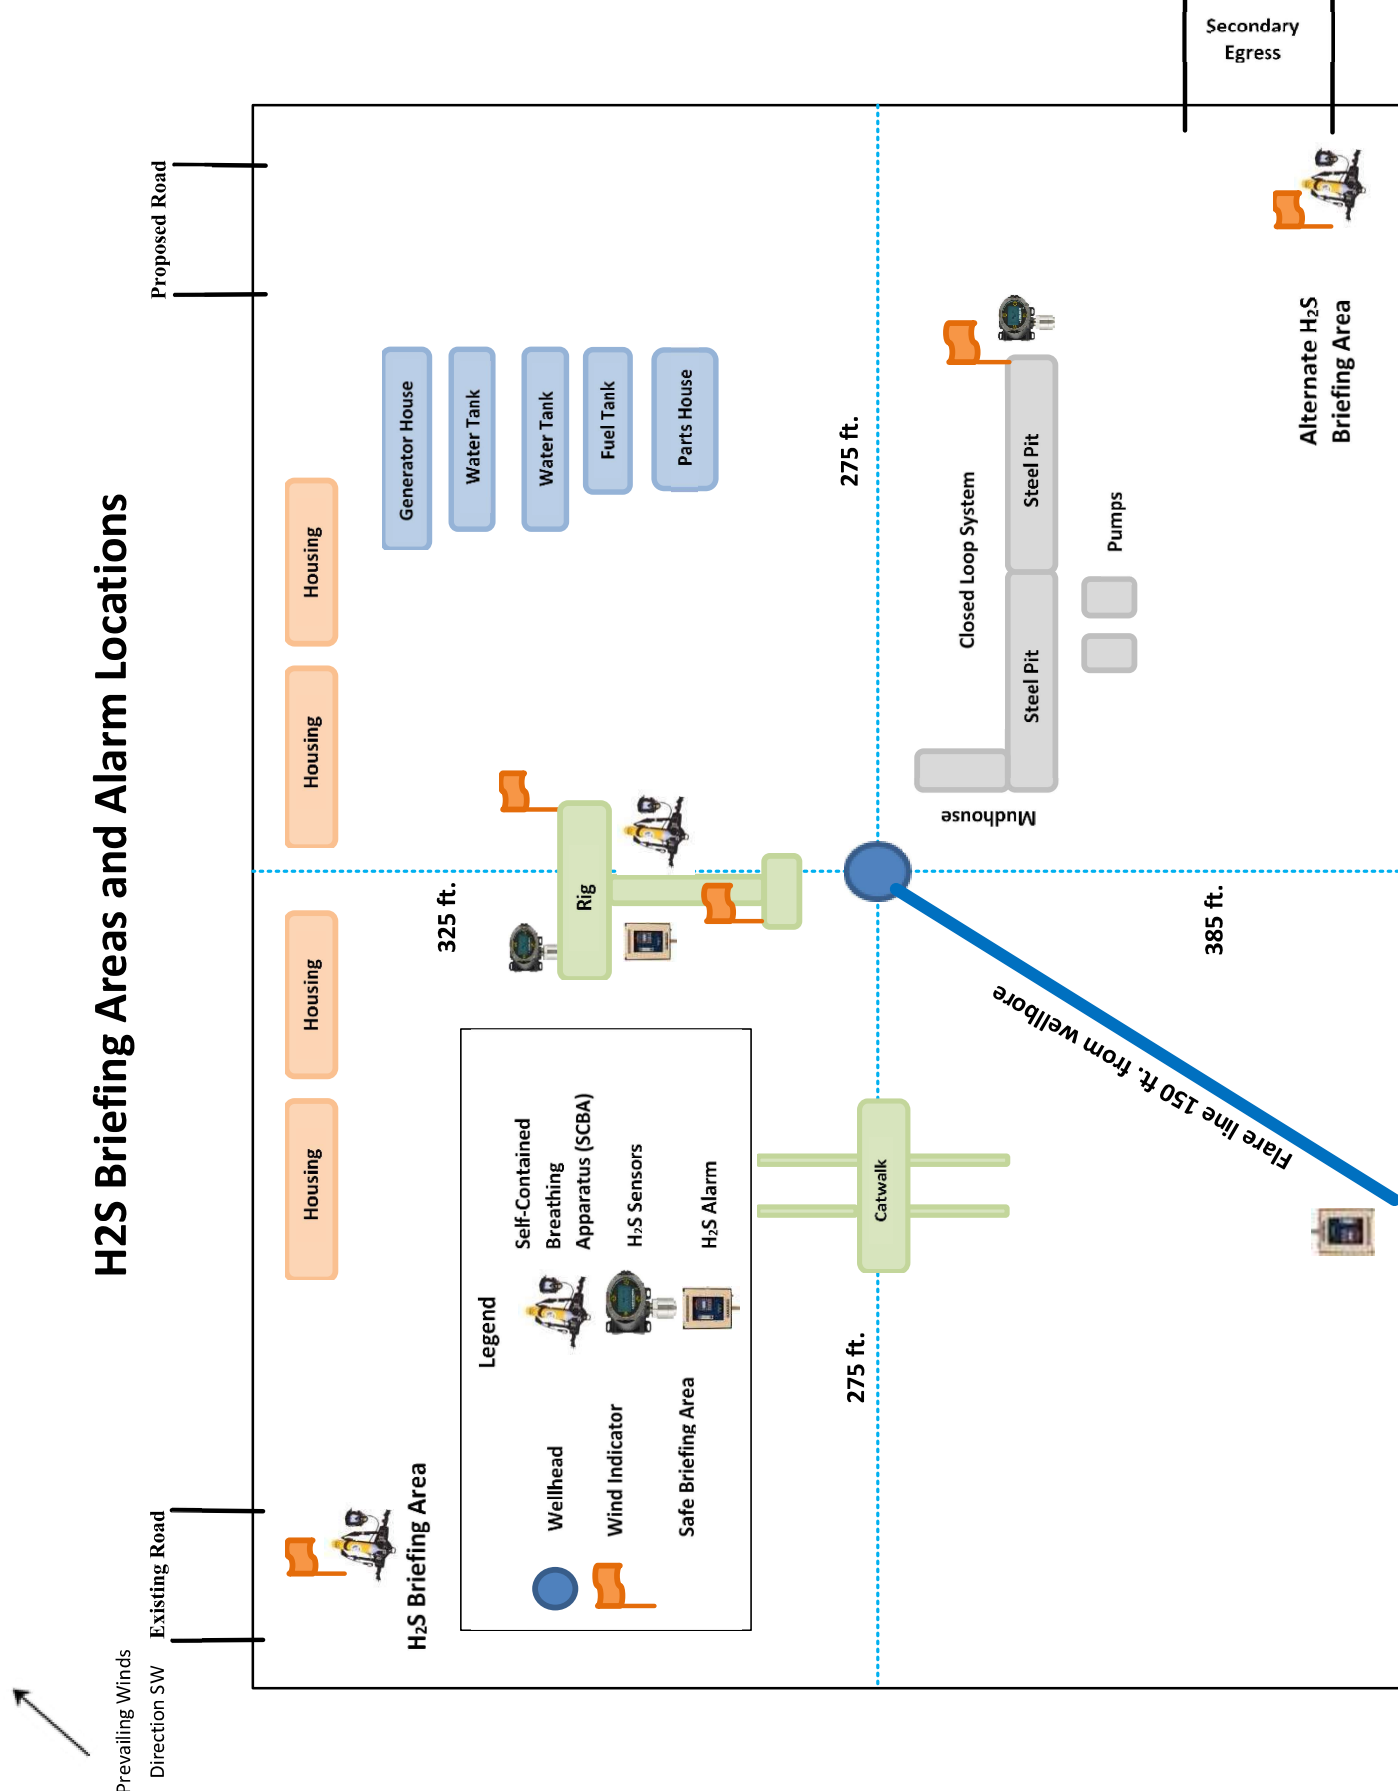 H2S Briefing Areas and Alarm Locations
Prevailing Winds
Direction SW
Existing Road
Proposed Road
Secondary
Egress
Housing
Housing
Housing
Housing
H₂S Briefing Area
Generator House
Water Tank
Water Tank
Fuel Tank
Parts House
325 ft.
Rig
Legend
Wellhead
Wind Indicator
Safe Briefing Area
Self-Contained
Breathing
Apparatus (SCBA)
H₂S Sensors
H₂S Alarm
275 ft.
275 ft.
Catwalk
Mudhouse
Closed Loop System
Steel Pit
Steel Pit
Pumps
385 ft.
Flare line 150 ft. from wellbore
Alternate H₂S
Briefing Area